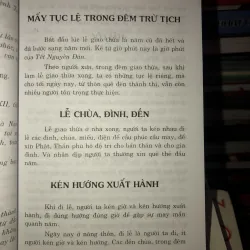 MẤY TỤC LỆ TRONG ĐÊM TRỪ TỊCH
Bắt đầu lúc lễ giao thừa là năm cũ đã hết và
đã bước sang năm mới. Kể từ giờ phút này là giờ phút
của Tết Nguyên Đán.
Theo người xưa, trong đêm giao thừa, sau khi
làm lễ giao thừa xong, ta có những tục lệ riêng, mà
cho tới nay, từ thôn quê đến thành thị, vẫn còn
nhiều người tôn trọng thực hiện.
LỄ CHÙA, ĐÌNH, ĐỀN
Lễ giao thừa ở nhà xong, người ta kéo nhau đi
lễ các đình, chùa, miếu, điện để cầu phúc cầu may, để
xin Phật, Thần phù hộ độ trì cho bản thân và cho gia
đình. Và nhân dịp người ta thường xin quẻ thẻ đầu
năm.
KÉN HƯỚNG XUẤT HÀNH
Khi đi lễ, người ta kén giờ và kén hướng xuất
hành, đi đúng hướng đúng giờ để gặp sự may mắn
quanh năm.
Ngày nay ở nông thôn, đi lễ là người ta đi, ít
người kén giờ và kén hướng. Các đền chùa, trong đêm